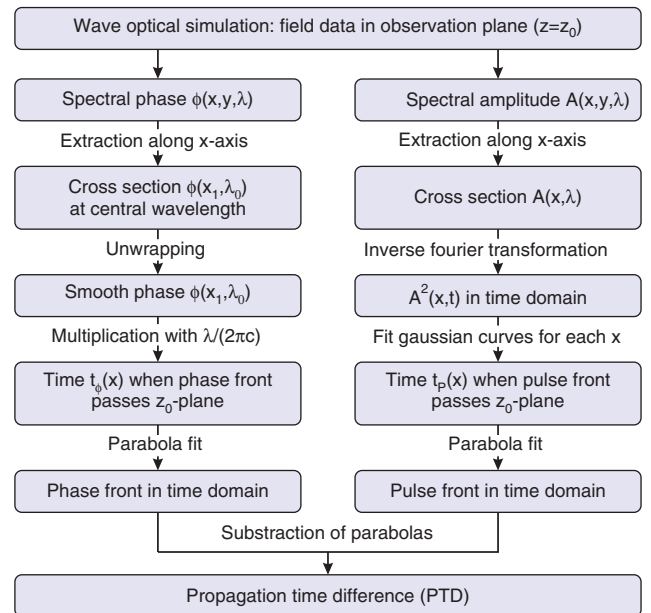 Wave optical simulation: field data in observation plane (z=z₀)
Spectral phase ϕ(x,y,λ)
Extraction along x-axis
Cross section ϕ(x₁,λ₀)
at central wavelength
Unwrapping
Smooth phase ϕ(x₁,λ₀)
Multiplication with λ/(2πc)
Time t_ϕ(x) when phase front
passes z₀-plane
Parabola fit
Phase front in time domain
Spectral amplitude A(x,y,λ)
Extraction along x-axis
Cross section A(x,λ)
Inverse fourier transformation
A²(x,t) in time domain
Fit gaussian curves for each x
Time t_P(x) when pulse front
passes z₀-plane
Parabola fit
Pulse front in time domain
Substraction of parabolas
Propagation time difference (PTD)